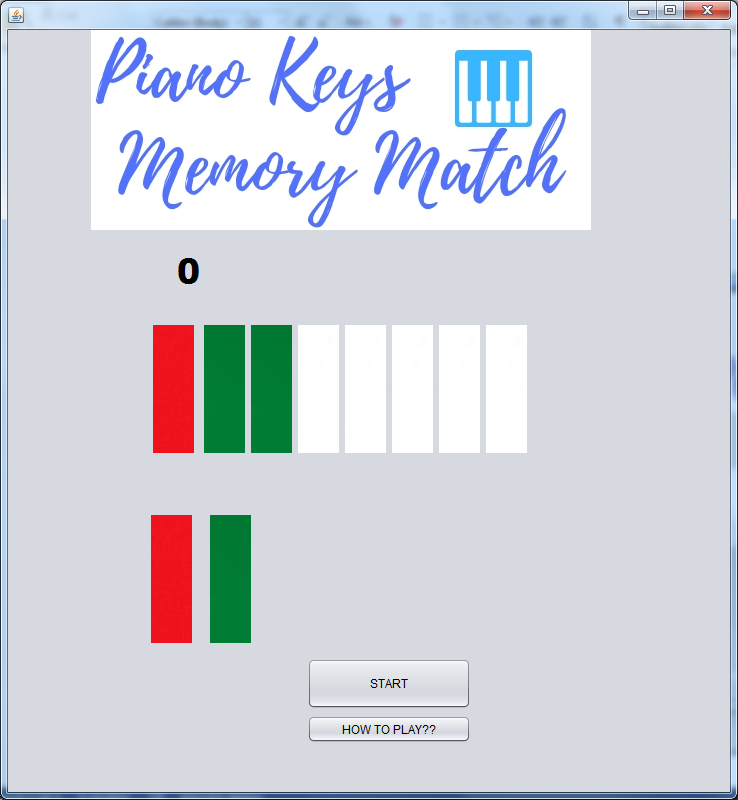 Piano Keys
Memory Match
0
START
HOW TO PLAY??